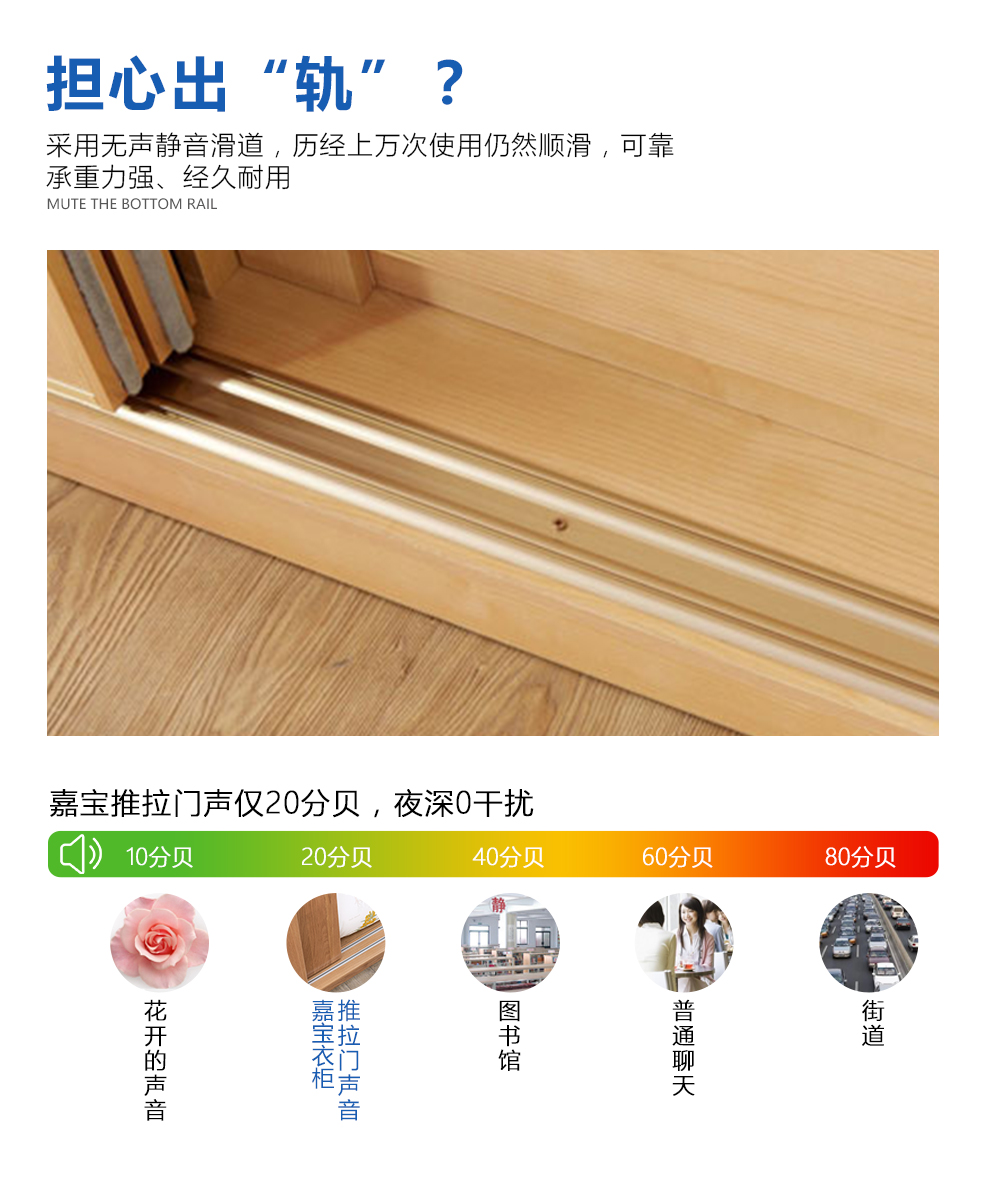 担心出“轨”？
采用无声静音滑道，历经上万次使用仍然顺滑，可靠
承重力强、经久耐用
MUTE THE BOTTOM RAIL
嘉宝推拉门声仅20分贝，夜深0干扰
10分贝 20分贝 40分贝 60分贝 80分贝
静
花开的声音
嘉宝衣柜
推拉门声音
图书馆
普通聊天
街道